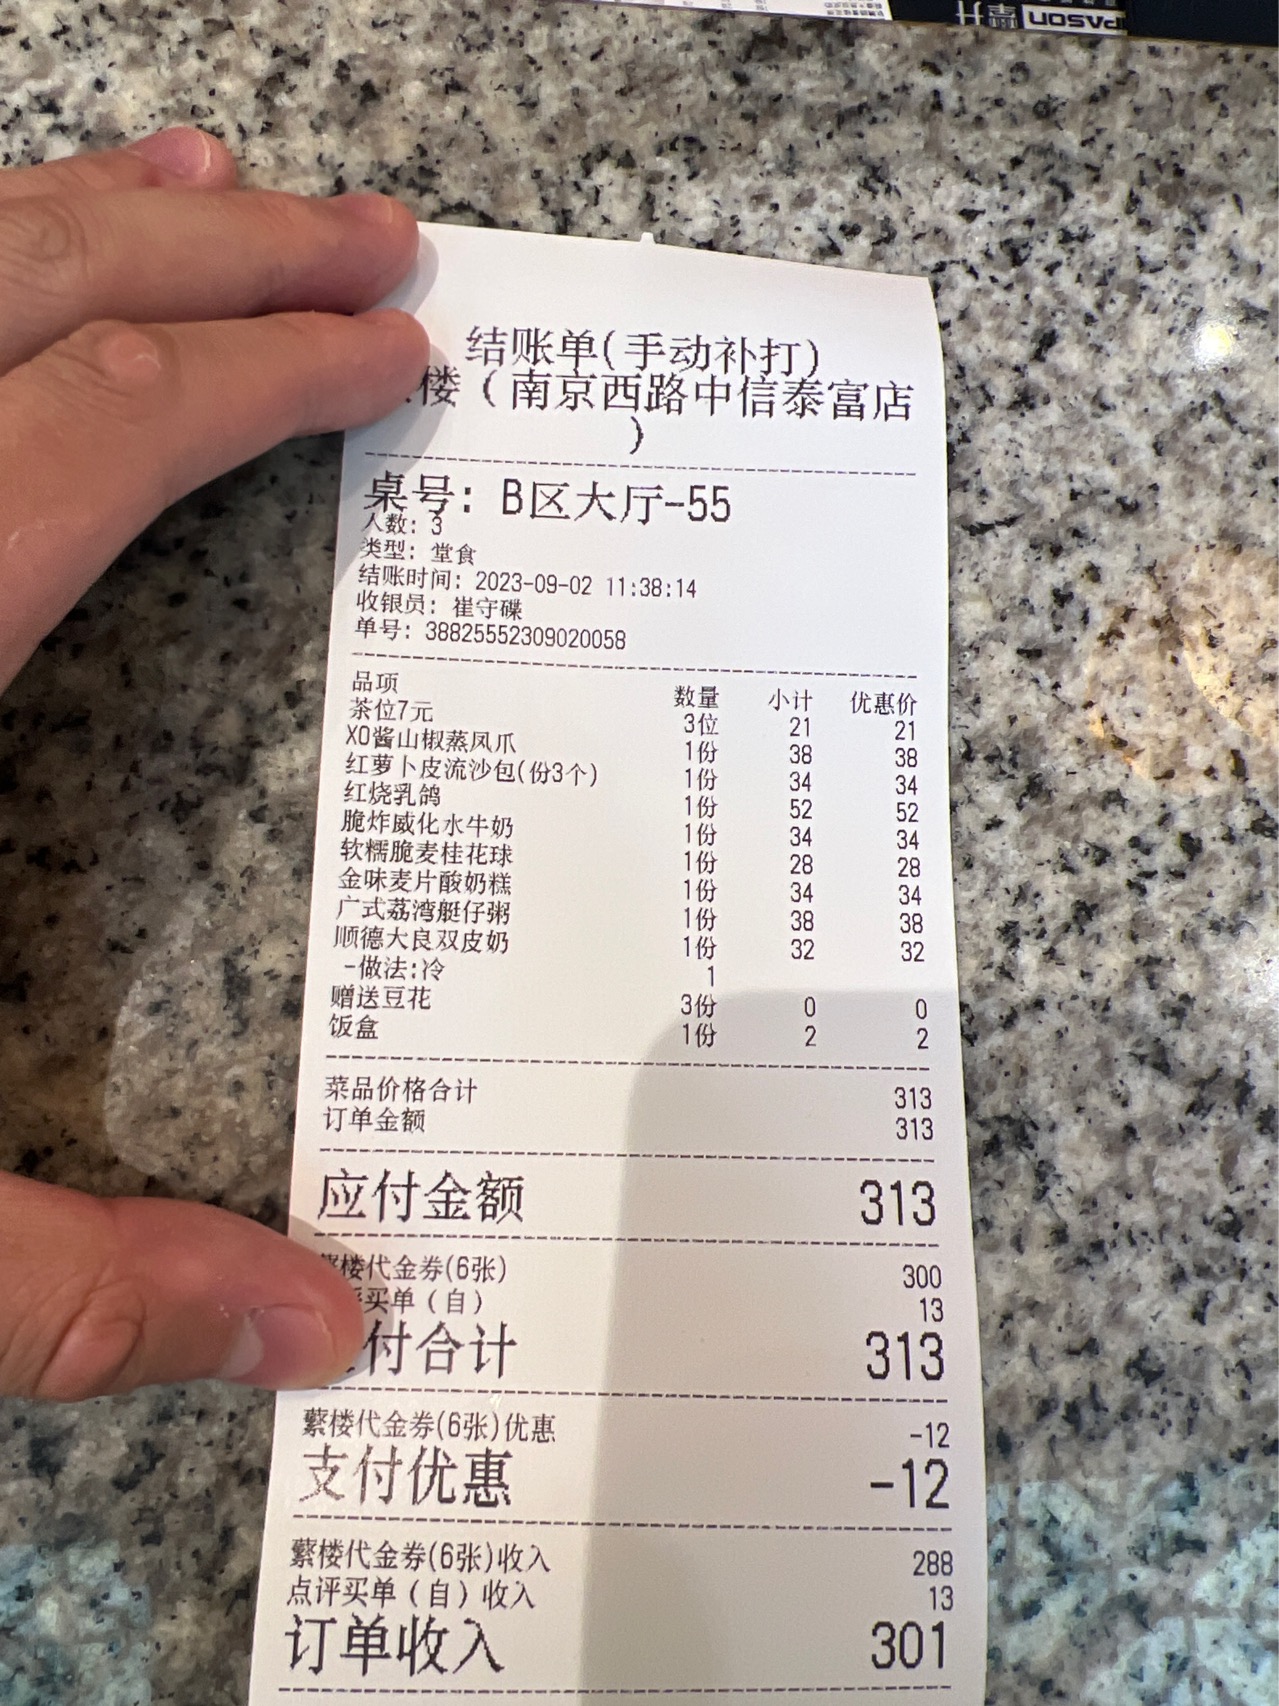 PASON
结账单(手动补打)
楼（南京西路中信泰富店
）
桌号: B区大厅-55
人数: 3
类型: 堂食
结账时间: 2023-09-02 11:38:14
收银员: 崔守碟
单号: 38825552309020058
品项 数量 小计 优惠价
茶位7元 3位 21 21
XO酱山椒蒸凤爪 1份 38 38
红萝卜皮流沙包(份3个) 1份 34 34
红烧乳鸽 1份 52 52
脆炸威化水牛奶 1份 34 34
软糯脆麦桂花球 1份 28 28
金味麦片酸奶糕 1份 34 34
广式荔湾艇仔粥 1份 38 38
顺德大良双皮奶 1份 32 32
-做法:冷 1
赠送豆花 3份 0 0
饭盒 1份 2 2
菜品价格合计 313
订单金额 313
应付金额 313
楼代金券(6张) 300
买单（自） 13
付合计 313
蘩楼代金券(6张)优惠 -12
支付优惠 -12
蘩楼代金券(6张)收入 288
点评买单（自）收入 13
订单收入 301